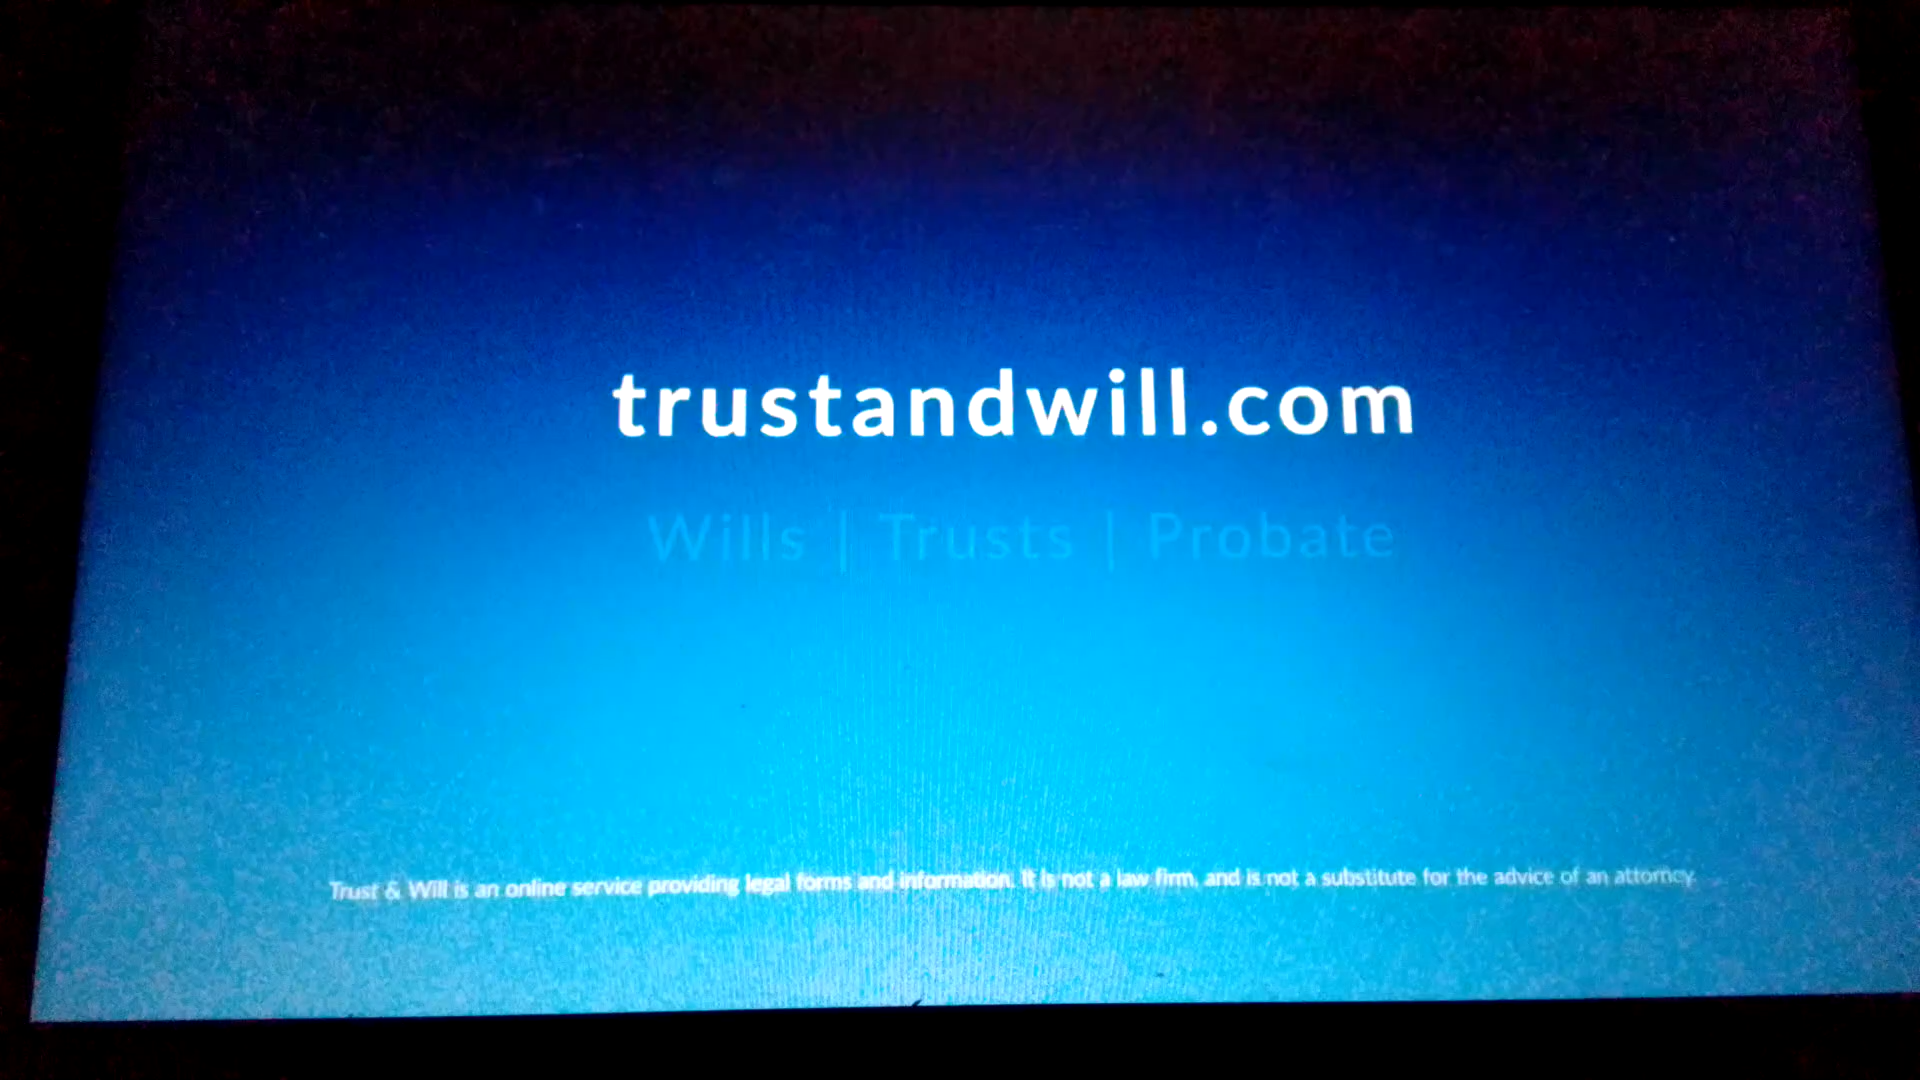 trustandwill.com
Wills | Trusts | Probate
Trust & Will is an online service providing legal forms and information. It is not a law firm, and is not a substitute for the advice of an attorney.